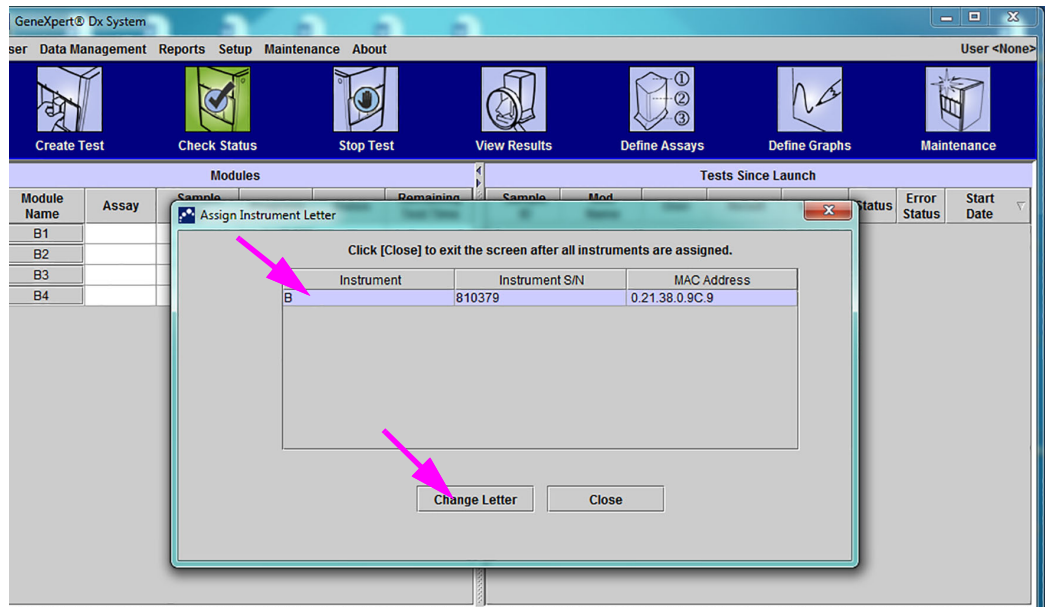 GeneXpert® Dx System
ser Data Management Reports Setup Maintenance About User <None>
Create Test Check Status Stop Test View Results Define Assays Define Graphs Maintenance
Modules Tests Since Launch
Module Name Assay Sample Remaining Sample Mod Status Error Status Start Date
B1
B2
B3
B4
Assign Instrument Letter
Click [Close] to exit the screen after all instruments are assigned.
Instrument Instrument S/N MAC Address
B 810379 0.21.38.0.9C.9
Change Letter Close